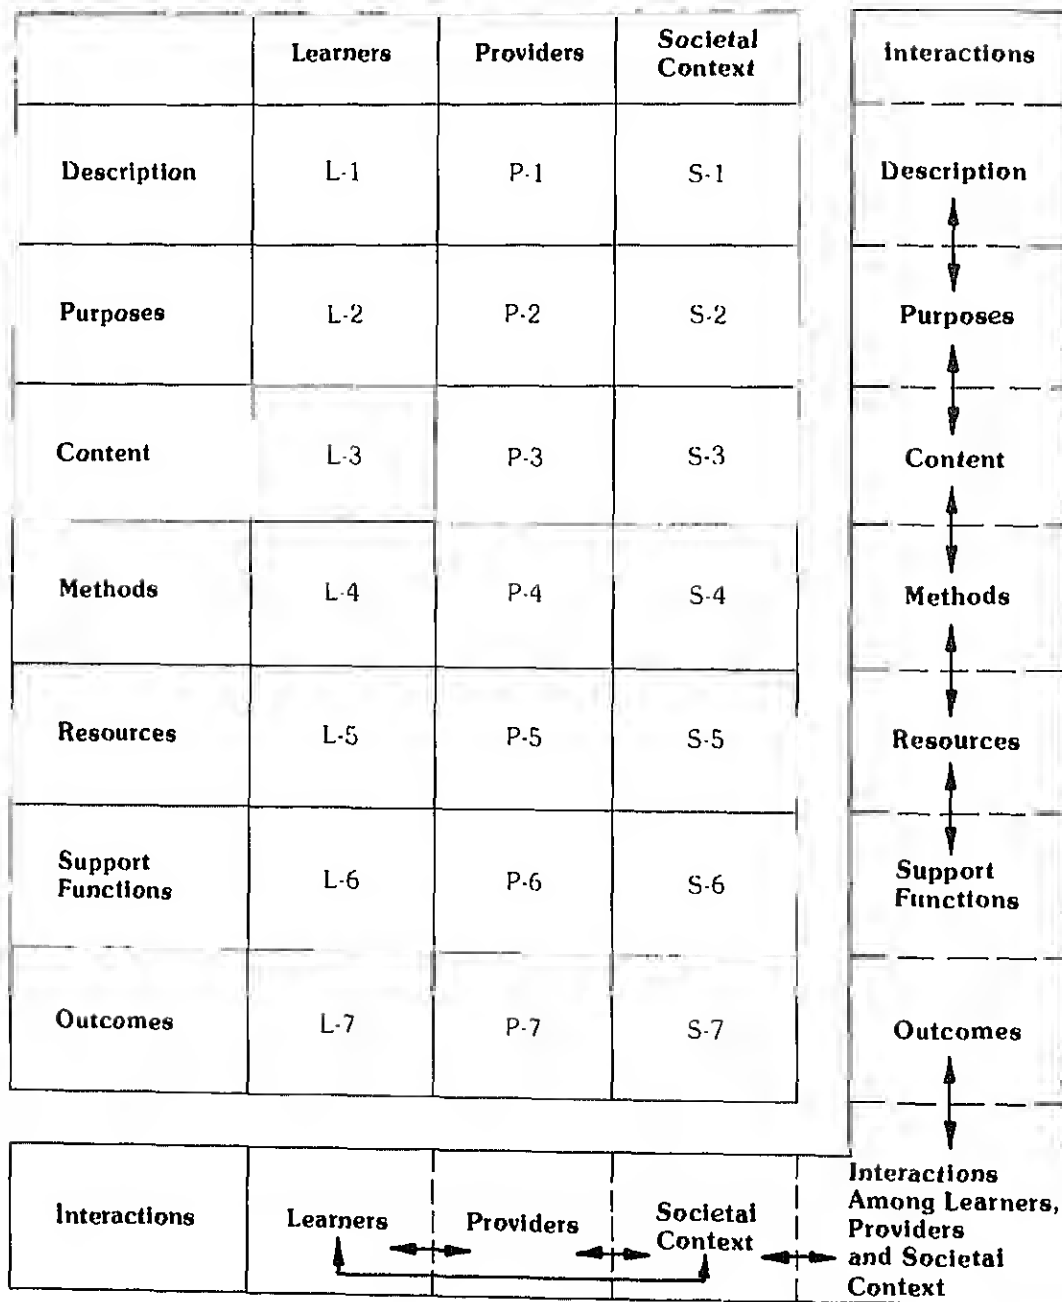 Learners Providers Societal Context Interactions
Description L-1 P-1 S-1 Description
Purposes L-2 P-2 S-2 Purposes
Content L-3 P-3 S-3 Content
Methods L-4 P-4 S-4 Methods
Resources L-5 P-5 S-5 Resources
Support Functions L-6 P-6 S-6 Support Functions
Outcomes L-7 P-7 S-7 Outcomes
Interactions Learners Providers Societal Context
Interactions
Among Learners,
Providers
and Societal
Context